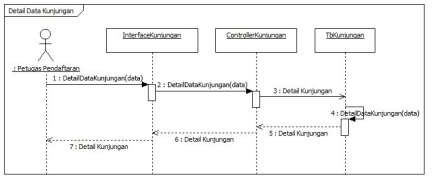 Detail Data Kunjungan
InterfaceKunjungan
ControllerKunjungan
TbKunjungan
: Petugas Pendaftaran
1 : DetailDataKunjungan(data)
2 : DetailDataKunjungan(data)
3 : Detail Kunjungan
4 : DetailDataKunjungan(data)
5 : Detail Kunjungan
6 : Detail Kunjungan
7 : Detail Kunjungan